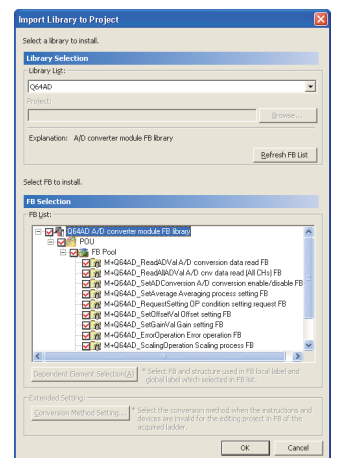 Import Library to Project
Select a library to install.
Library Selection
Library List:
Q64AD
Project:
Browse...
Explanation: A/D converter module FB library
Refresh FB List
Select FB to install.
FB Selection
FB List:
Q64AD A/D converter module FB library
POU
FB Pool
M+Q64AD_ReadADVal A/D conversion data read FB
M+Q64AD_ReadAllADVal A/D cnv data read (All CHs) FB
M+Q64AD_SetADConversion A/D conversion enable/disable FB
M+Q64AD_SetAverage Averaging process setting FB
M+Q64AD_RequestSetting OP condition setting request FB
M+Q64AD_SetOffsetVal Offset setting FB
M+Q64AD_SetGainVal Gain setting FB
M+Q64AD_ErrorOperation Error operation FB
M+Q64AD_ScalingOperation Scaling process FB
Dependent Element Selection(A)
* Select FB and structure used in FB local label and
global label which selected in FB list.
Extended Setting:
Conversion Method Setting...
* Select the conversion method when the instructions and
devices are invalid for the editing project in FB of the
acquired ladder.
OK
Cancel